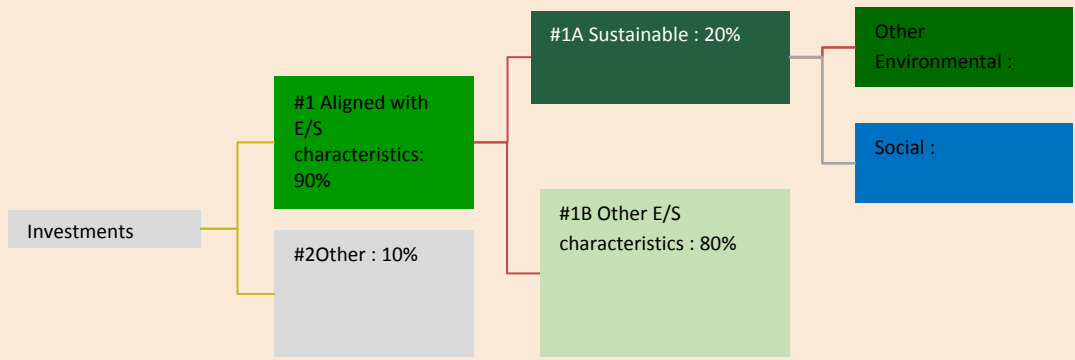 Investments
#1 Aligned with
E/S
characteristics:
90%
#2Other : 10%
#1A Sustainable : 20%
#1B Other E/S
characteristics : 80%
Other
Environmental :
Social :